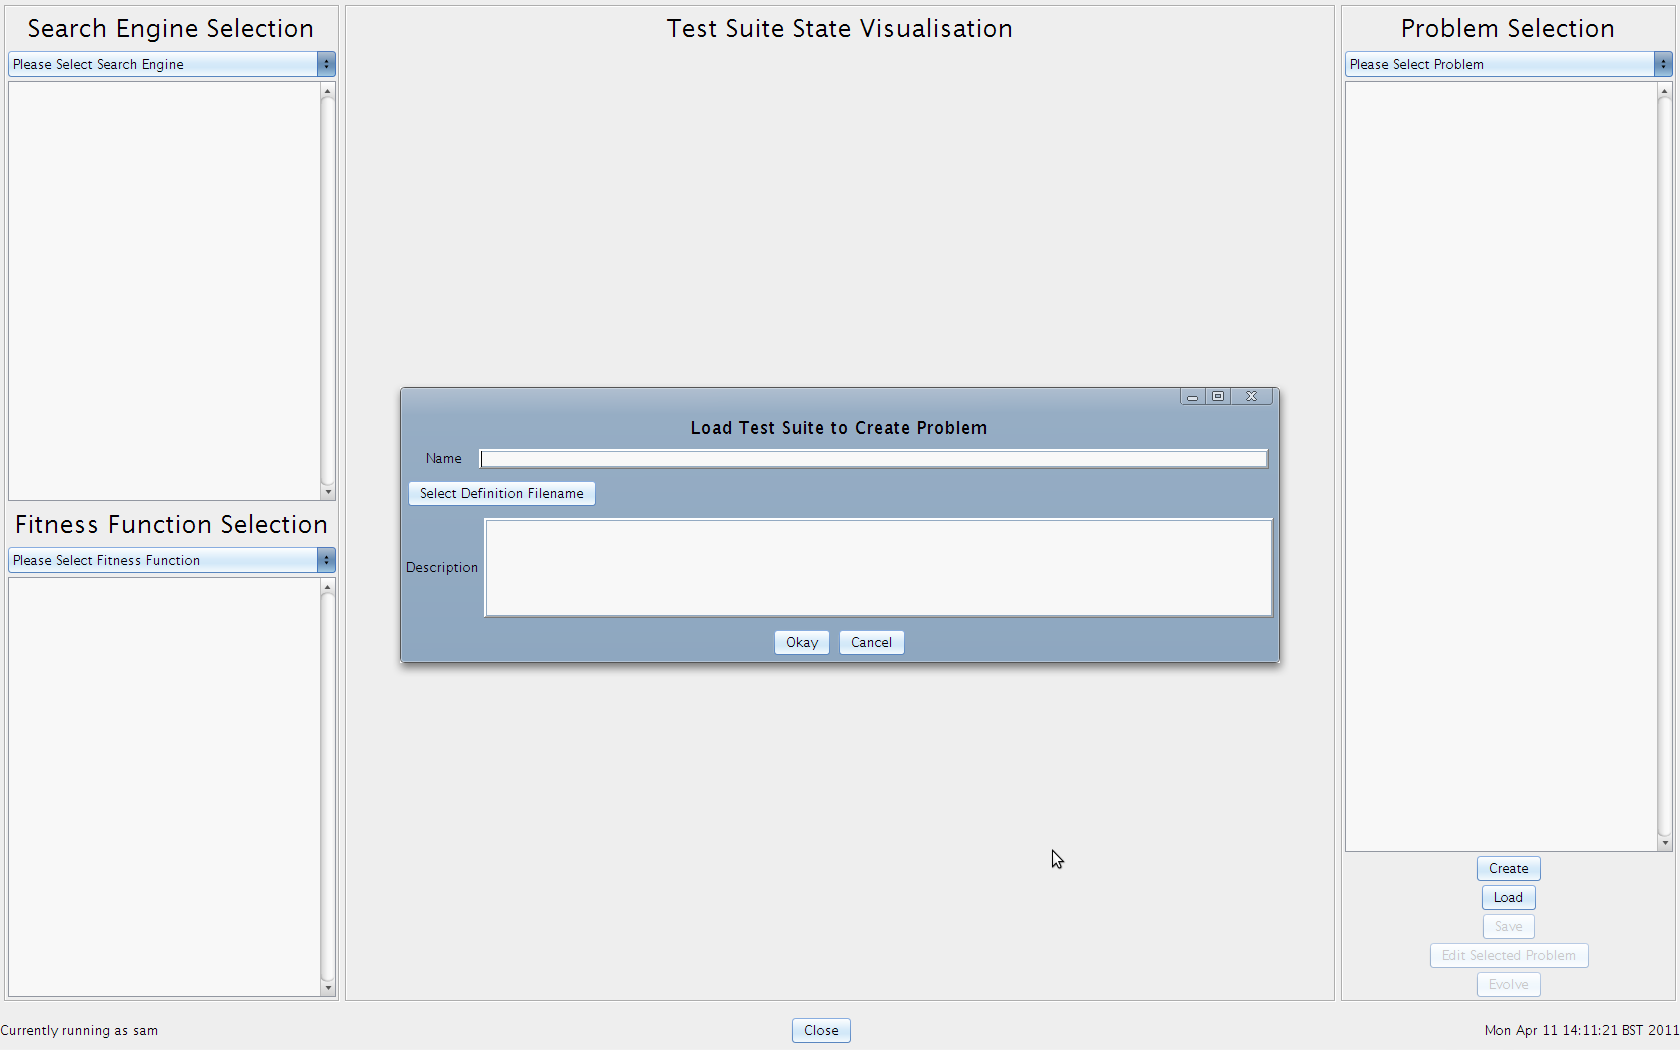 Search Engine Selection
Please Select Search Engine
Fitness Function Selection
Please Select Fitness Function
Test Suite State Visualisation
Load Test Suite to Create Problem
Name
Select Definition Filename
Description
Okay
Cancel
Problem Selection
Please Select Problem
Create
Load
Save
Edit Selected Problem
Evolve
Currently running as sam
Close
Mon Apr 11 14:11:21 BST 2011